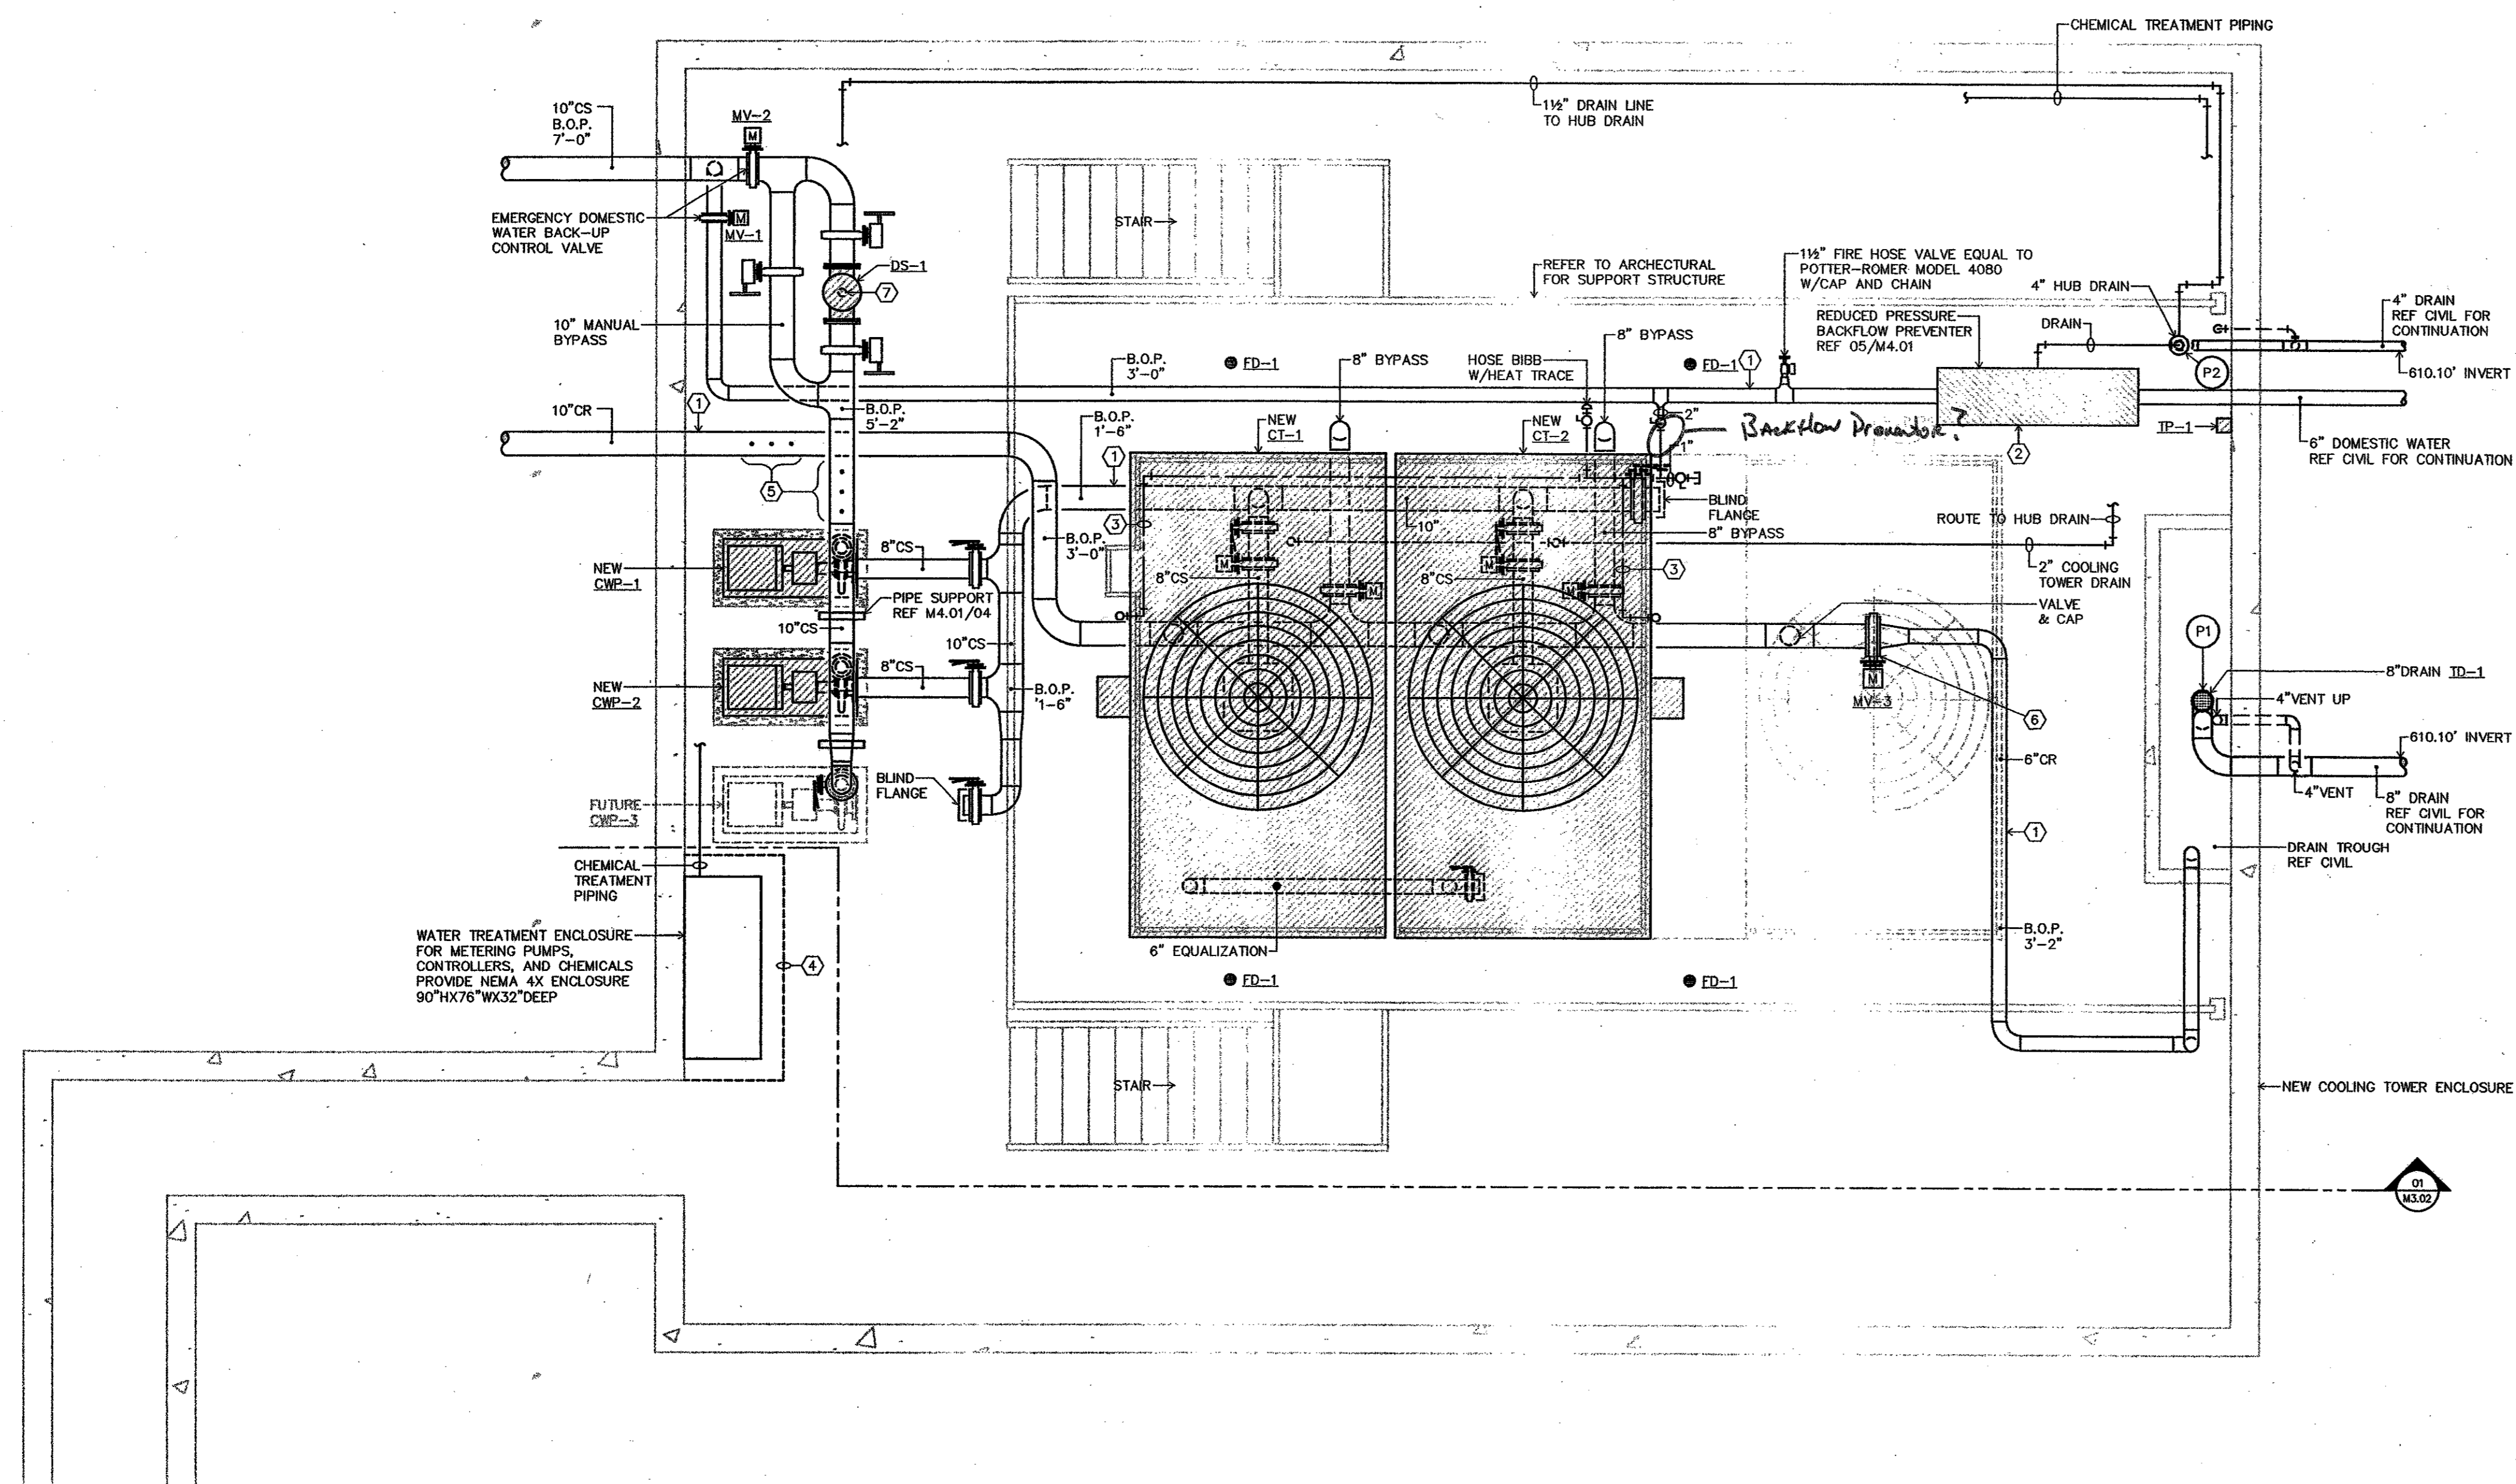 CHEMICAL TREATMENT PIPING
10"CS
B.O.P.
7'-0"
MV-2
M
1½" DRAIN LINE
TO HUB DRAIN
EMERGENCY DOMESTIC
WATER BACK-UP
CONTROL VALVE
M
MV-1
STAIR
DS-1
7
REFER TO ARCHECTURAL
FOR SUPPORT STRUCTURE
1½" FIRE HOSE VALVE EQUAL TO
POTTER-ROMER MODEL 4080
W/CAP AND CHAIN
4" HUB DRAIN
4" DRAIN
REF CIVIL FOR
CONTINUATION
10" MANUAL
BYPASS
REDUCED PRESSURE
BACKFLOW PREVENTER
REF 05/M4.01
DRAIN
8" BYPASS
8" BYPASS
HOSE BIBB
W/HEAT TRACE
B.O.P.
3'-0"
FD-1
FD-1
1
P2
610.10' INVERT
10"CR
1
B.O.P.
5'-2"
B.O.P.
1'-6"
NEW
CT-1
NEW
CT-2
2"
1"
Backflow Preventor?
TP-1
2
6" DOMESTIC WATER
REF CIVIL FOR CONTINUATION
1
5
3
10"
BLIND
FLANGE
8" BYPASS
ROUTE TO HUB DRAIN
B.O.P.
3'-0"
8"CS
NEW
CWP-1
M
M
8"CS
8"CS
3
2" COOLING
TOWER DRAIN
M
M
PIPE SUPPORT
REF M4.01/04
VALVE
& CAP
10"CS
10"CS
P1
8"CS
NEW
CWP-2
B.O.P.
'1-6"
M
MV-3
6
8"DRAIN TD-1
4"VENT UP
610.10' INVERT
6"CR
BLIND
FLANGE
4"VENT
8" DRAIN
REF CIVIL FOR
CONTINUATION
FUTURE
CWP-3
1
DRAIN TROUGH
REF CIVIL
CHEMICAL
TREATMENT
PIPING
WATER TREATMENT ENCLOSURE
FOR METERING PUMPS,
CONTROLLERS, AND CHEMICALS
PROVIDE NEMA 4X ENCLOSURE
90"HX76"WX32"DEEP
4
6" EQUALIZATION
B.O.P.
3'-2"
FD-1
FD-1
STAIR
NEW COOLING TOWER ENCLOSURE
01
M3.02